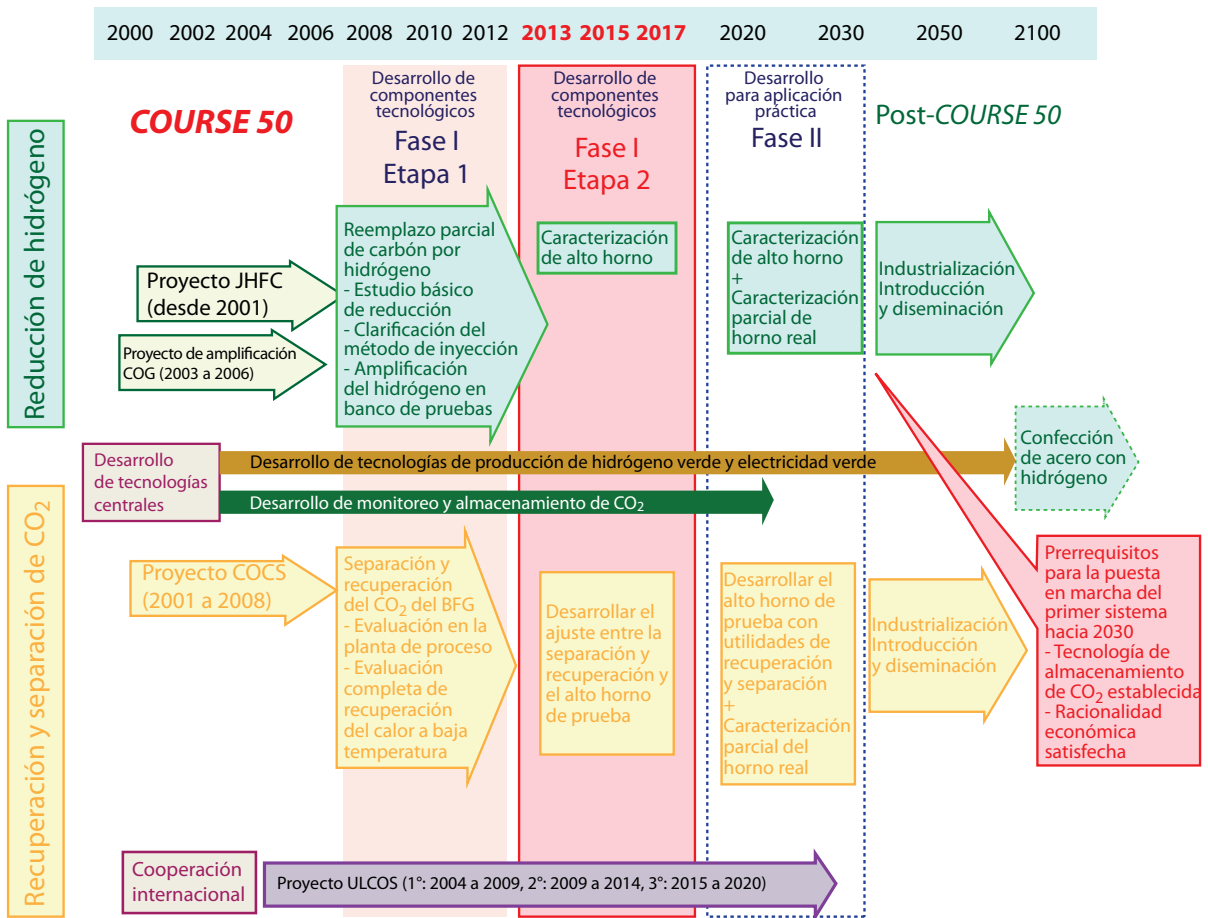 2000 2002 2004 2006 2008 2010 2012 2013 2015 2017 2020 2030 2050 2100
COURSE 50
Desarrollo de
componentes
tecnológicos
Fase I
Etapa 1
Desarrollo de
componentes
tecnológicos
Fase I
Etapa 2
Desarrollo
para aplicación
práctica
Fase II
Post-COURSE 50
Reducción de hidrógeno
Proyecto JHFC
(desde 2001)
Proyecto de amplificación
COG (2003 a 2006)
Reemplazo parcial
de carbón por
hidrógeno
- Estudio básico
de reducción
- Clarificación del
método de inyección
- Amplificación
del hidrógeno en
banco de pruebas
Caracterización
de alto horno
Caracterización
de alto horno
+
Caracterización
parcial de
horno real
Industrialización
Introducción
y diseminación
Desarrollo
de tecnologías
centrales
Desarrollo de tecnologías de producción de hidrógeno verde y electricidad verde
Desarrollo de monitoreo y almacenamiento de CO2
Confección
de acero con
hidrógeno
Recuperación y separación de CO2
Proyecto COCS
(2001 a 2008)
Separación y
recuperación
del CO2 del BFG
- Evaluación en la
planta de proceso
- Evaluación
completa de
recuperación
del calor a baja
temperatura
Desarrollar el
ajuste entre la
separación y
recuperación y
el alto horno
de prueba
Desarrollar el
alto horno de
prueba con
utilidades de
recuperación
y separación
+
Caracterización
parcial del
horno real
Industrialización
Introducción
y diseminación
Prerrequisitos
para la puesta
en marcha del
primer sistema
hacia 2030
- Tecnología de
almacenamiento
de CO2 establecida
- Racionalidad
económica
satisfecha
Cooperación
internacional
Proyecto ULCOS (1°: 2004 a 2009, 2°: 2009 a 2014, 3°: 2015 a 2020)